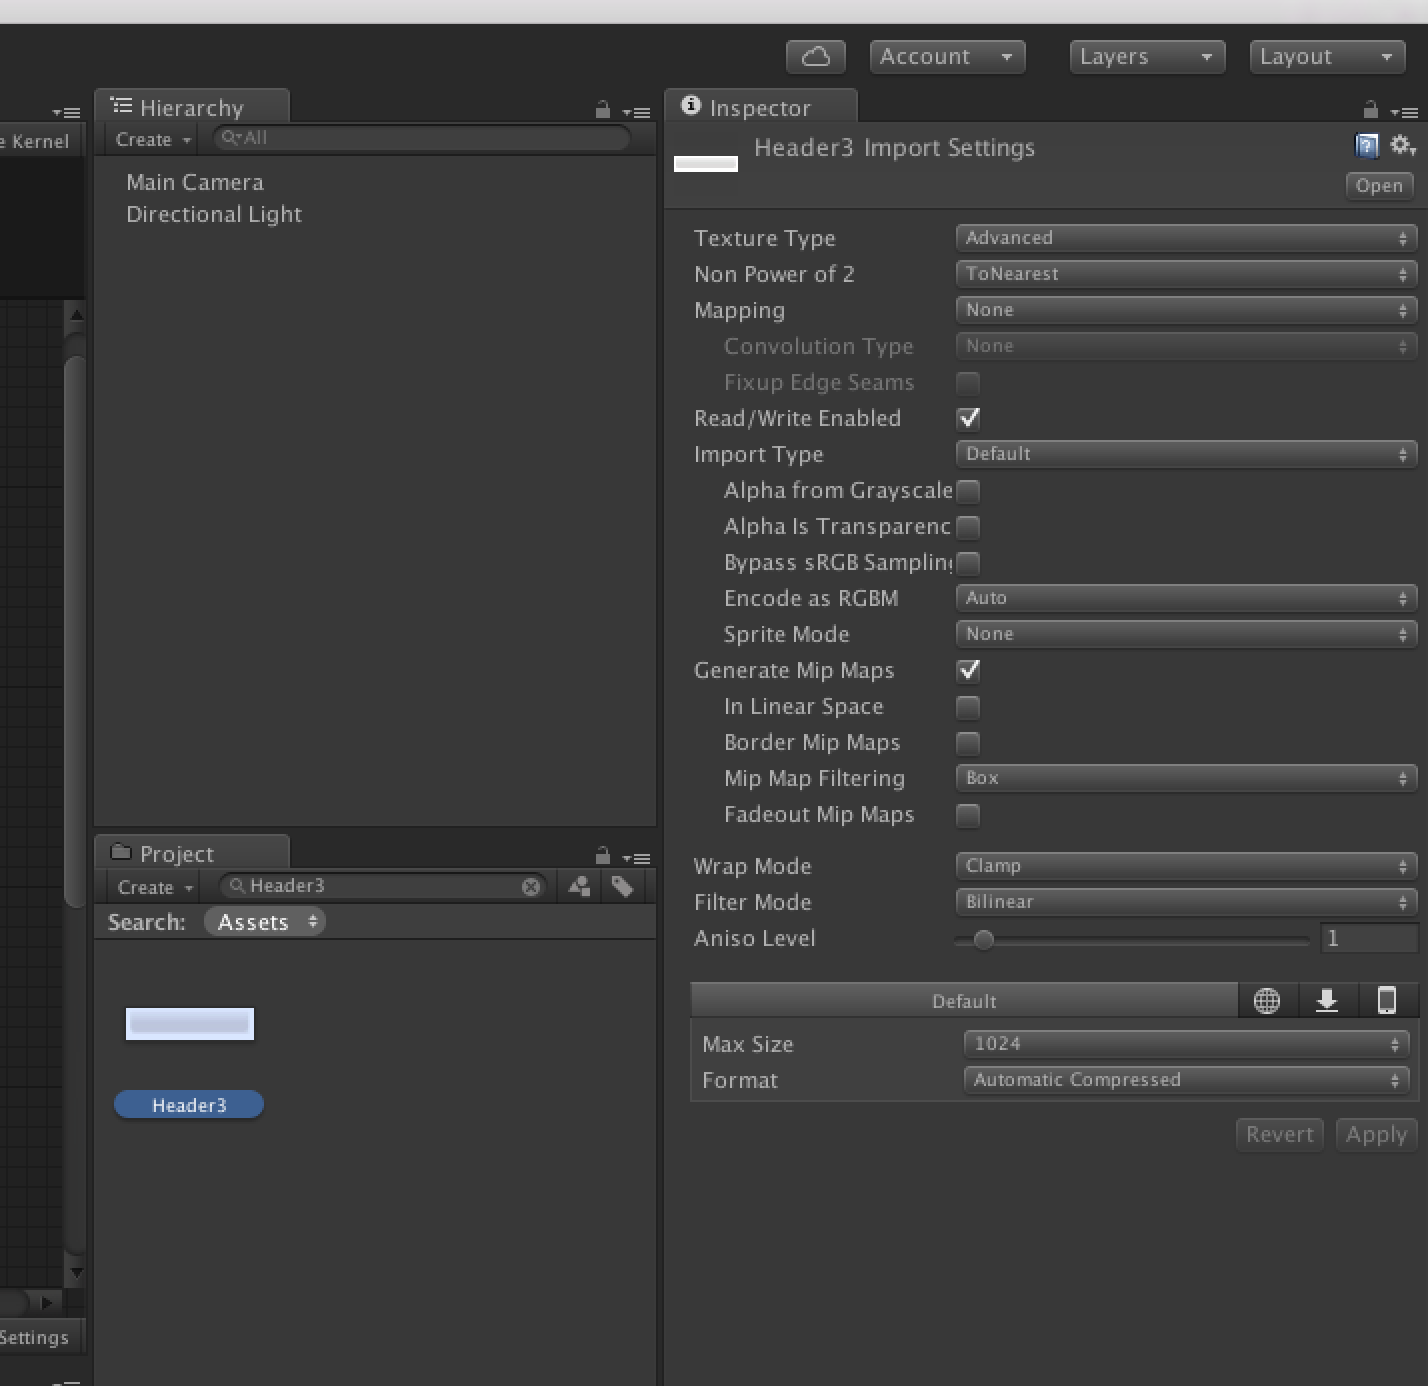 Account
Layers
Layout
e Kernel
Hierarchy
Create
All
Main Camera
Directional Light
Project
Create
Header3
Search: Assets
Header3
Settings
Inspector
Header3 Import Settings
Open
Texture Type Advanced
Non Power of 2 ToNearest
Mapping None
Convolution Type None
Fixup Edge Seams
Read/Write Enabled
Import Type Default
Alpha from Grayscale
Alpha Is Transparenc
Bypass sRGB Sampling
Encode as RGBM Auto
Sprite Mode None
Generate Mip Maps
In Linear Space
Border Mip Maps
Mip Map Filtering Box
Fadeout Mip Maps
Wrap Mode Clamp
Filter Mode Bilinear
Aniso Level 1
Default
Max Size 1024
Format Automatic Compressed
Revert Apply